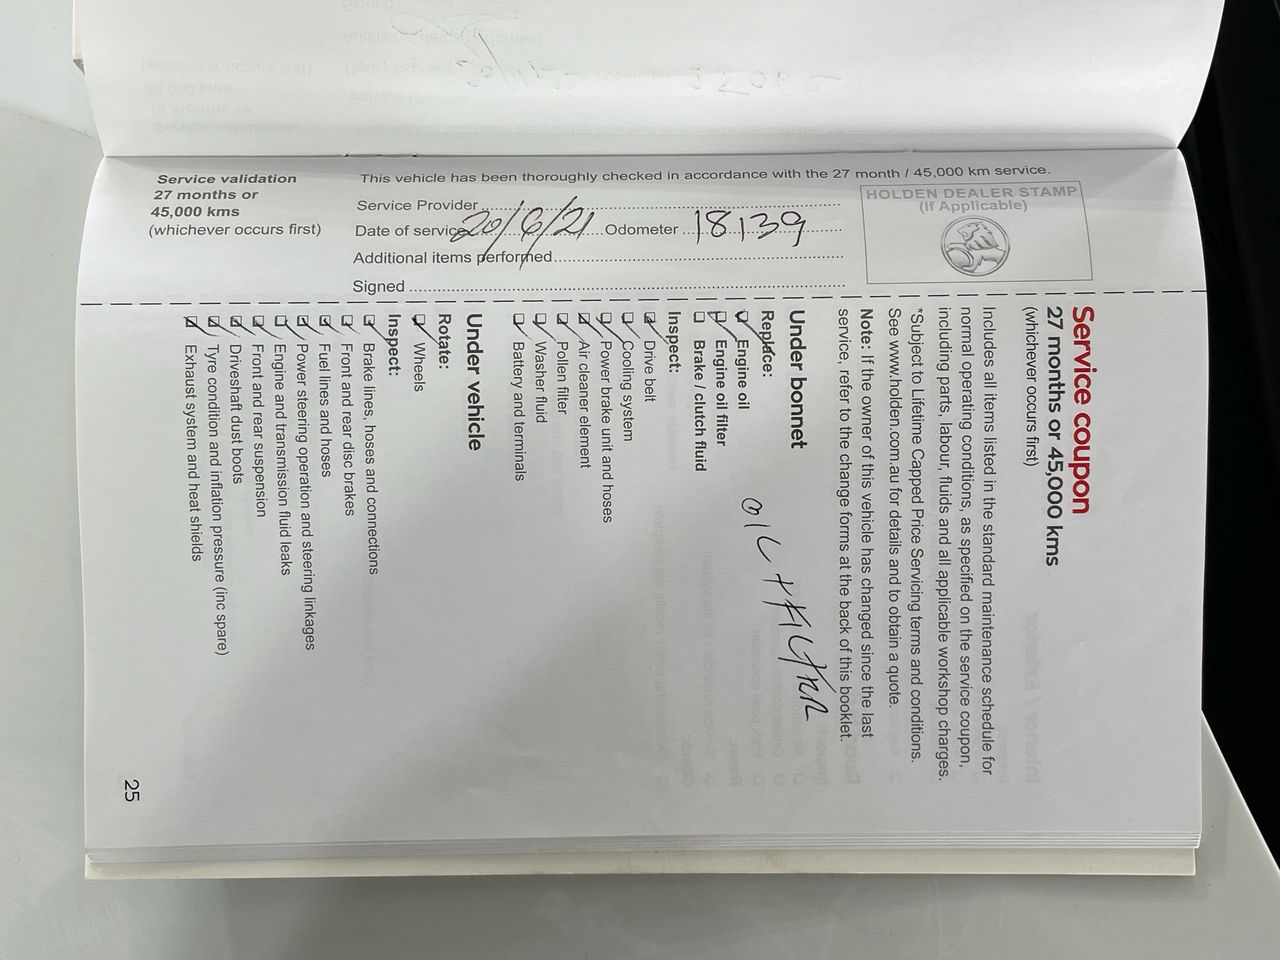 Service validation
27 months or
45,000 kms
(whichever occurs first)
This vehicle has been thoroughly checked in accordance with the 27 month / 45,000 km service.
Service Provider
Date of service 20/6/21 Odometer 18139
Additional items performed
Signed
HOLDEN DEALER STAMP
(If Applicable)
Service coupon
27 months or 45,000 kms
(whichever occurs first)
Includes all items listed in the standard maintenance schedule for
normal operating conditions, as specified on the service coupon,
including parts, labour, fluids and all applicable workshop charges.
*Subject to Lifetime Capped Price Servicing terms and conditions.
See www.holden.com.au for details and to obtain a quote.
Note: If the owner of this vehicle has changed since the last
service, refer to the change forms at the back of this booklet.
Under bonnet
Replace:
Engine oil
Engine oil filter
Brake / clutch fluid
OIL + FILTER
Inspect:
Drive belt
Cooling system
Power brake unit and hoses
Air cleaner element
Pollen filter
Washer fluid
Battery and terminals
Under vehicle
Rotate:
Wheels
Inspect:
Brake lines, hoses and connections
Front and rear disc brakes
Fuel lines and hoses
Power steering operation and steering linkages
Engine and transmission fluid leaks
Front and rear suspension
Driveshaft dust boots
Tyre condition and inflation pressure (inc spare)
Exhaust system and heat shields
25